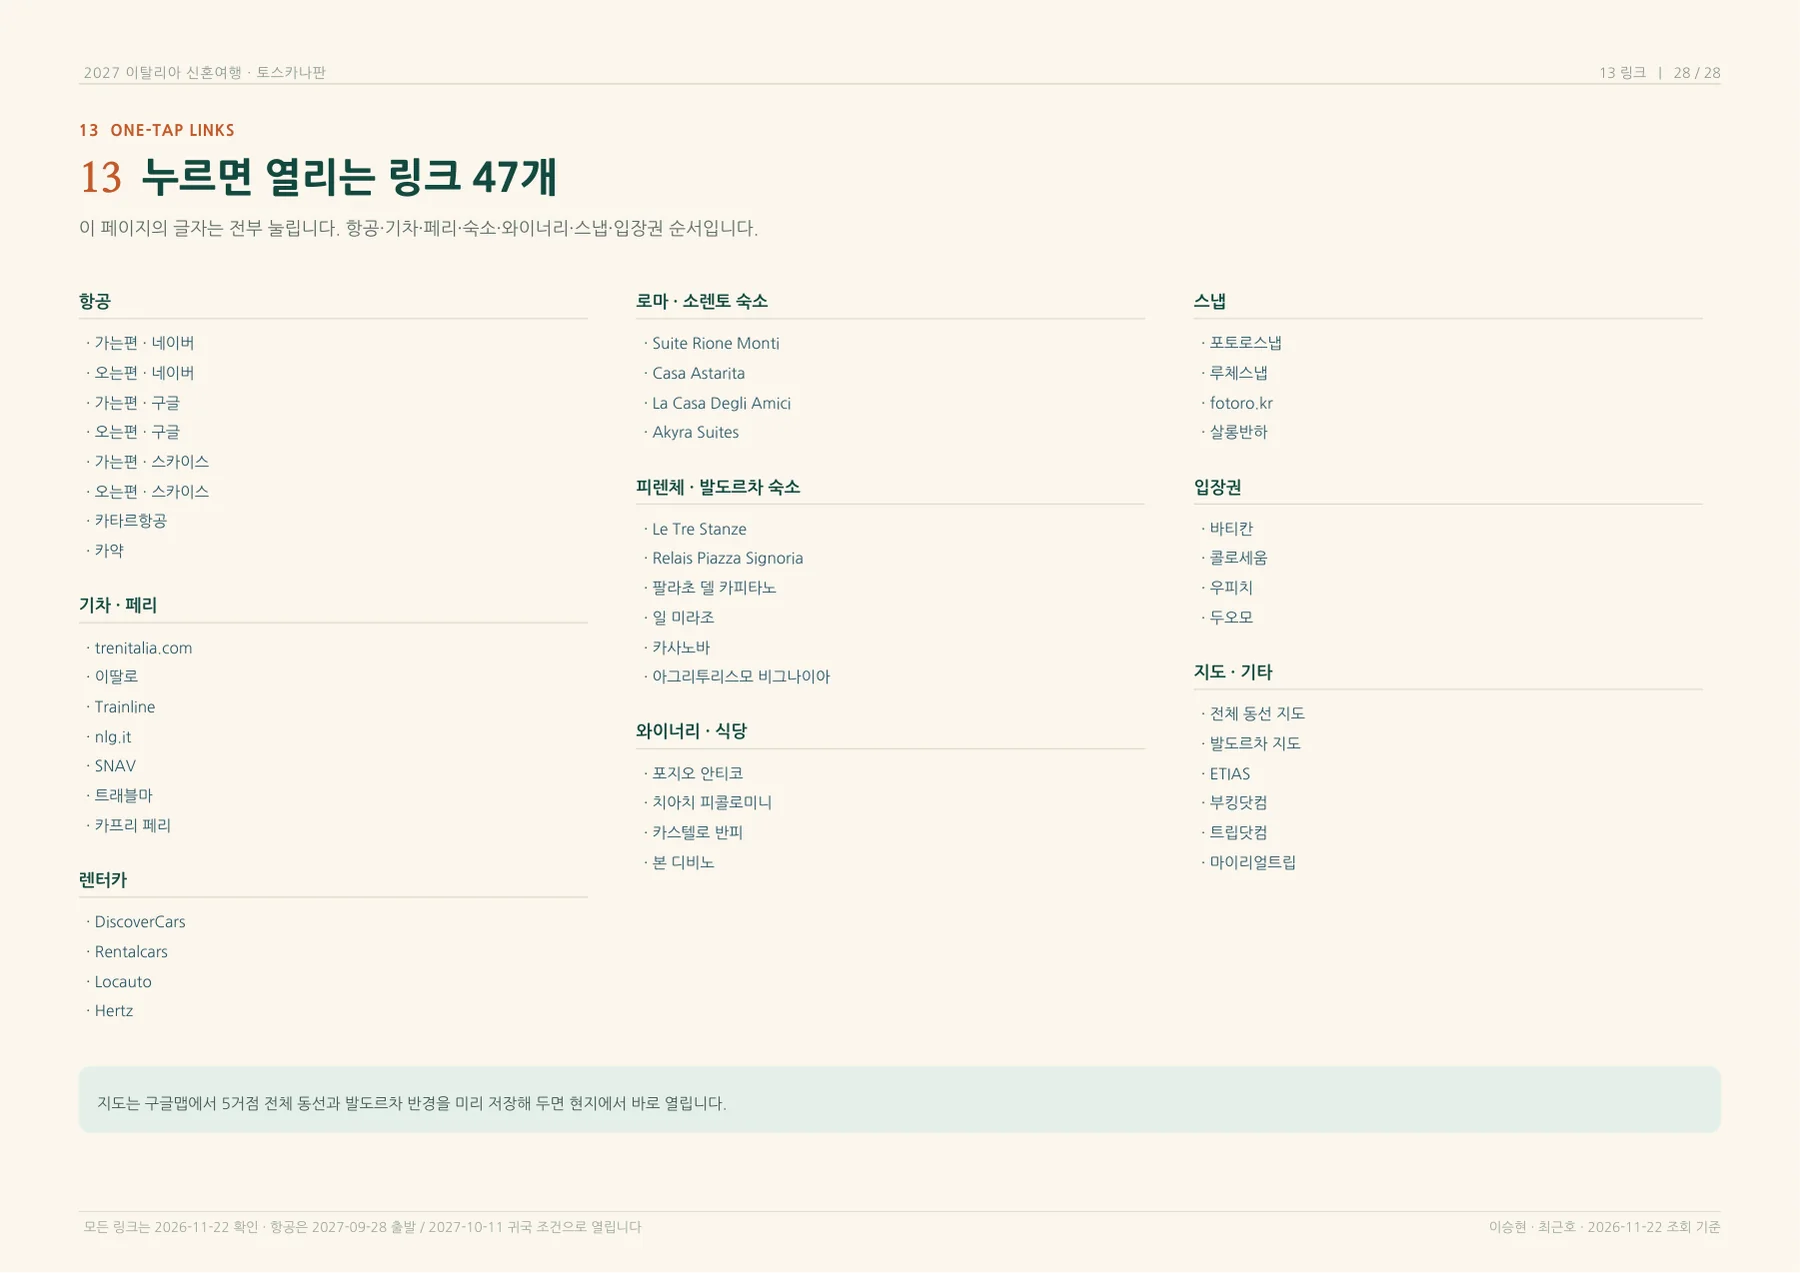 2027 이탈리아 신혼여행 · 토스카나판
13 링크 | 28 / 28
13 ONE-TAP LINKS
13 누르면 열리는 링크 47개
이 페이지의 글자는 전부 눌립니다. 항공·기차·페리·숙소·와이너리·스냅·입장권 순서입니다.
항공
· 가는편 · 네이버
· 오는편 · 네이버
· 가는편 · 구글
· 오는편 · 구글
· 가는편 · 스카이스
· 오는편 · 스카이스
· 카타르항공
· 카약
기차 · 페리
· trenitalia.com
· 이딸로
· Trainline
· nlg.it
· SNAV
· 트래블마
· 카프리 페리
렌터카
· DiscoverCars
· Rentalcars
· Locauto
· Hertz
로마 · 소렌토 숙소
· Suite Rione Monti
· Casa Astarita
· La Casa Degli Amici
· Akyra Suites
피렌체 · 발도르차 숙소
· Le Tre Stanze
· Relais Piazza Signoria
· 팔라초 델 카피타노
· 일 미라조
· 카사노바
· 아그리투리스모 비그나이아
와이너리 · 식당
· 포지오 안티코
· 치아치 피콜로미니
· 카스텔로 반피
· 본 디비노
스냅
· 포토로스냅
· 루체스냅
· fotoro.kr
· 살롱반하
입장권
· 바티칸
· 콜로세움
· 우피치
· 두오모
지도 · 기타
· 전체 동선 지도
· 발도르차 지도
· ETIAS
· 부킹닷컴
· 트립닷컴
· 마이리얼트립
지도는 구글맵에서 5거점 전체 동선과 발도르차 반경을 미리 저장해 두면 현지에서 바로 열립니다.
모든 링크는 2026-11-22 확인 · 항공은 2027-09-28 출발 / 2027-10-11 귀국 조건으로 열립니다
이승현 · 최근호 · 2026-11-22 조회 기준